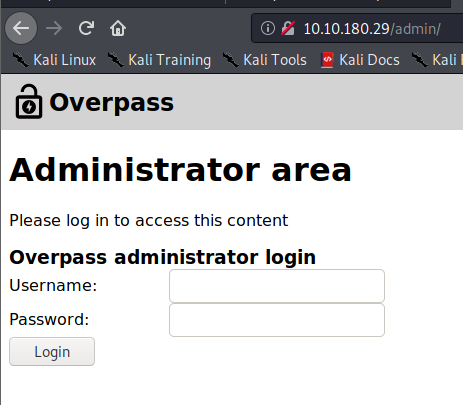 10.10.180.29/admin/
Kali Linux Kali Training Kali Tools Kali Docs Kali
Overpass
Administrator area
Please log in to access this content
Overpass administrator login
Username:
Password:
Login